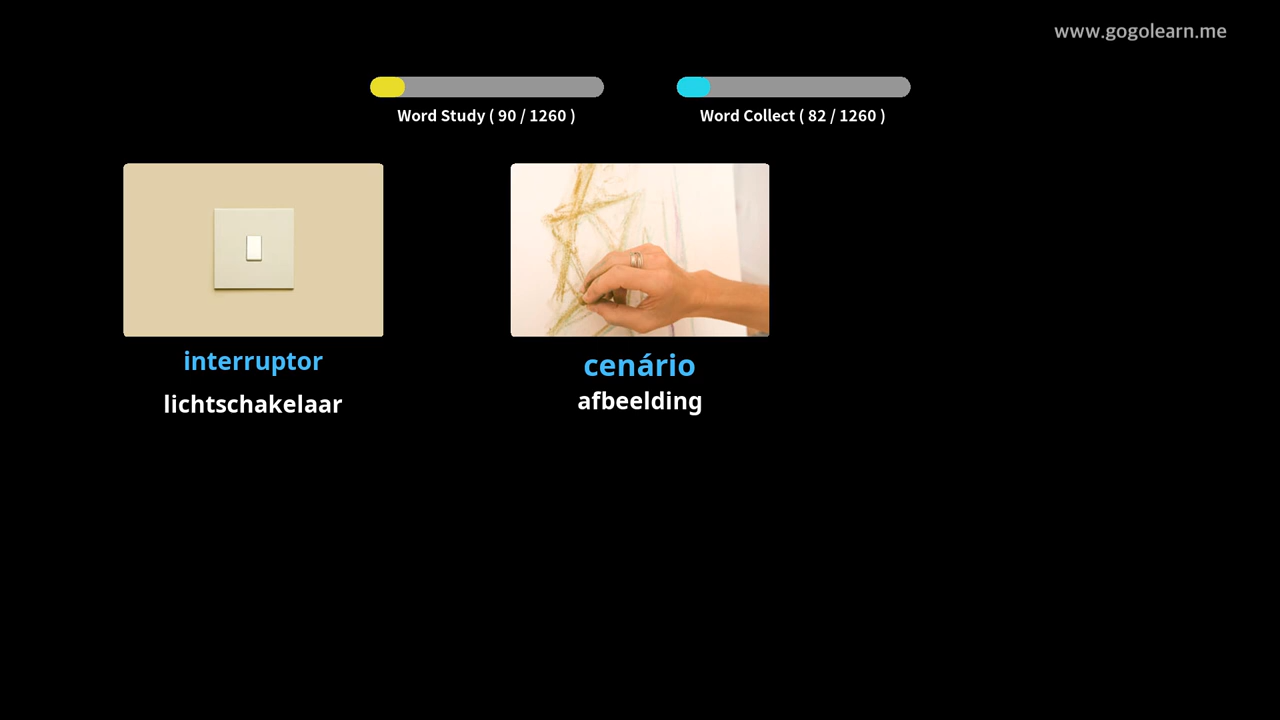 www.gogolearn.me
Word Study ( 90 / 1260 )
Word Collect ( 82 / 1260 )
interruptor
lichtschakelaar
cenário
afbeelding